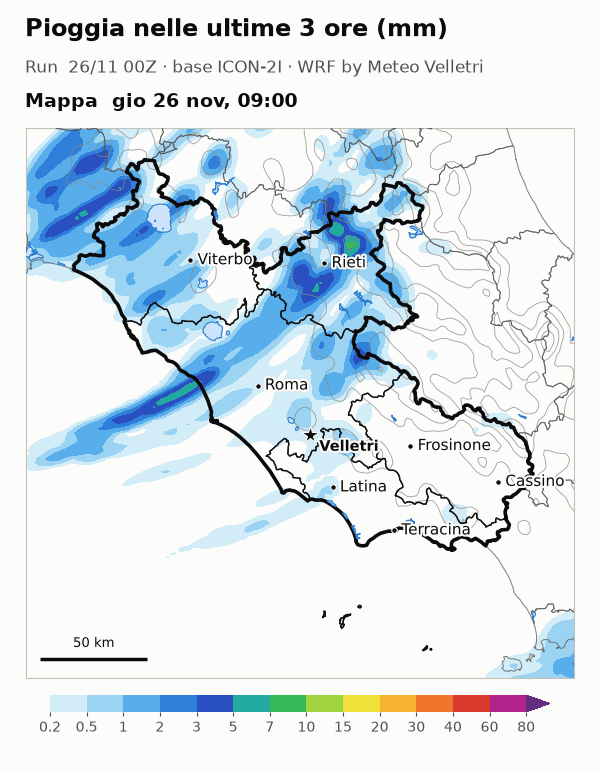 Pioggia nelle ultime 3 ore (mm)
Run  26/11 00Z · base ICON-2I · WRF by Meteo Velletri
Mappa  gio 26 nov, 09:00
Viterbo
Rieti
Roma
Velletri
Frosinone
Cassino
Latina
Terracina
50 km
0.2 0.5 1 2 3 5 7 10 15 20 30 40 60 80